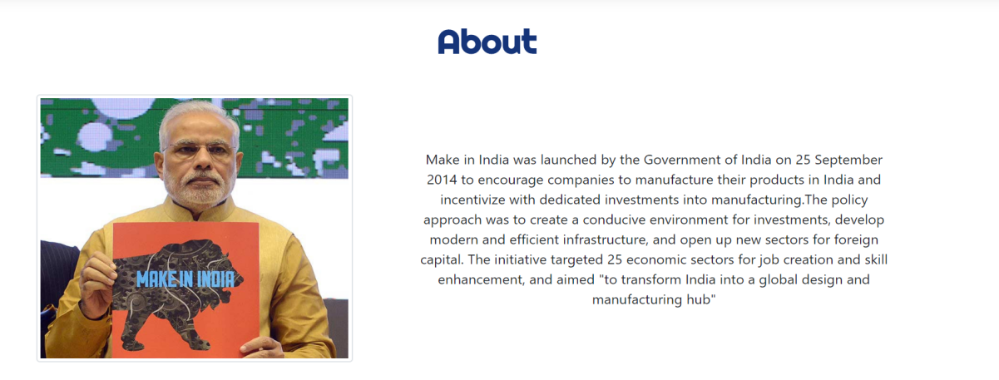 About
MAKE IN INDIA
Make in India was launched by the Government of India on 25 September
2014 to encourage companies to manufacture their products in India and
incentivize with dedicated investments into manufacturing.The policy
approach was to create a conducive environment for investments, develop
modern and efficient infrastructure, and open up new sectors for foreign
capital. The initiative targeted 25 economic sectors for job creation and skill
enhancement, and aimed "to transform India into a global design and
manufacturing hub"